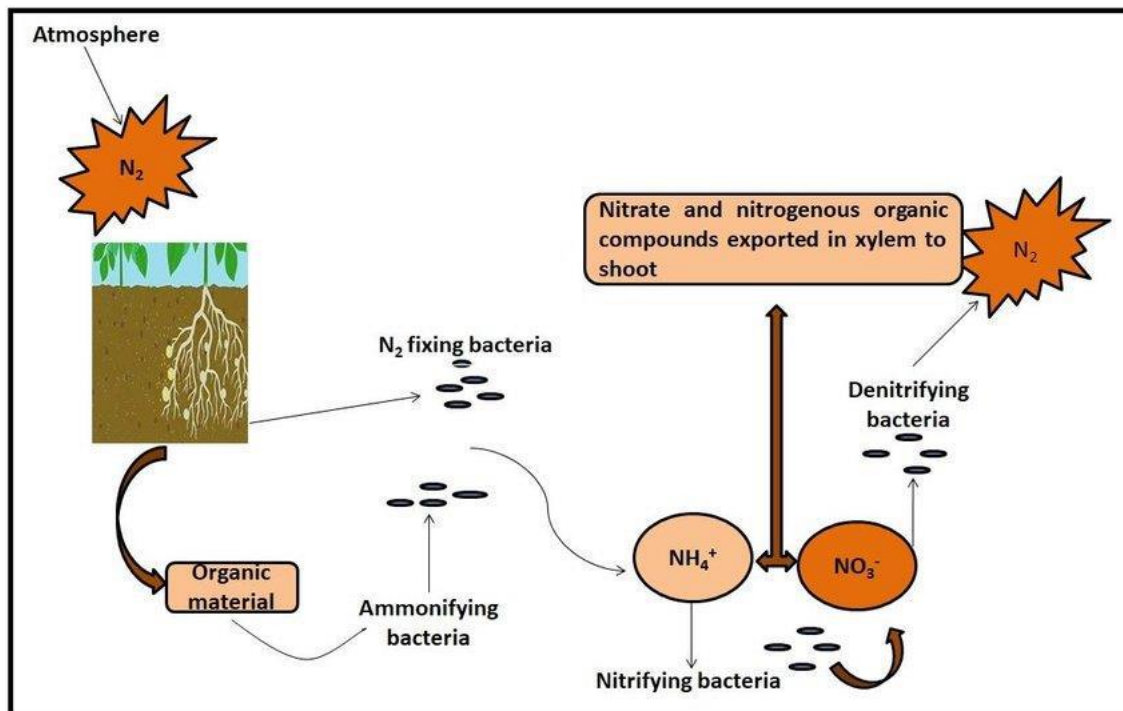 Atmosphere
N₂
Nitrate and nitrogenous organic
compounds exported in xylem to
shoot
N₂
N₂ fixing bacteria
Denitrifying
bacteria
Organic
material
Ammonifying
bacteria
NH₄⁺
NO₃⁻
Nitrifying bacteria